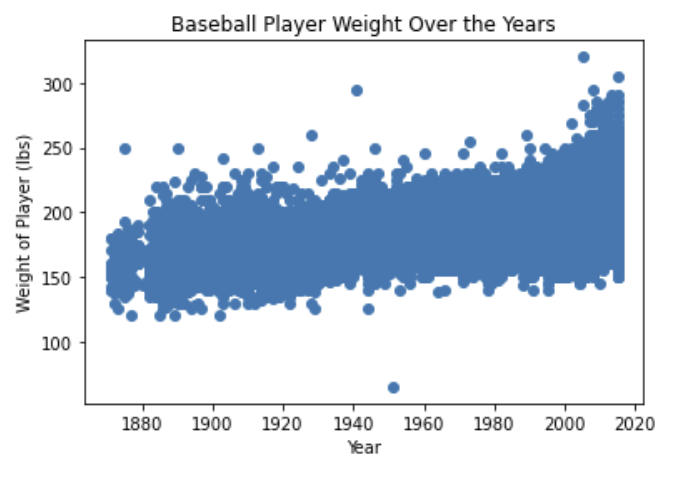 Baseball Player Weight Over the Years
Weight of Player (lbs)
300
250
200
150
100
1880 1900 1920 1940 1960 1980 2000 2020
Year